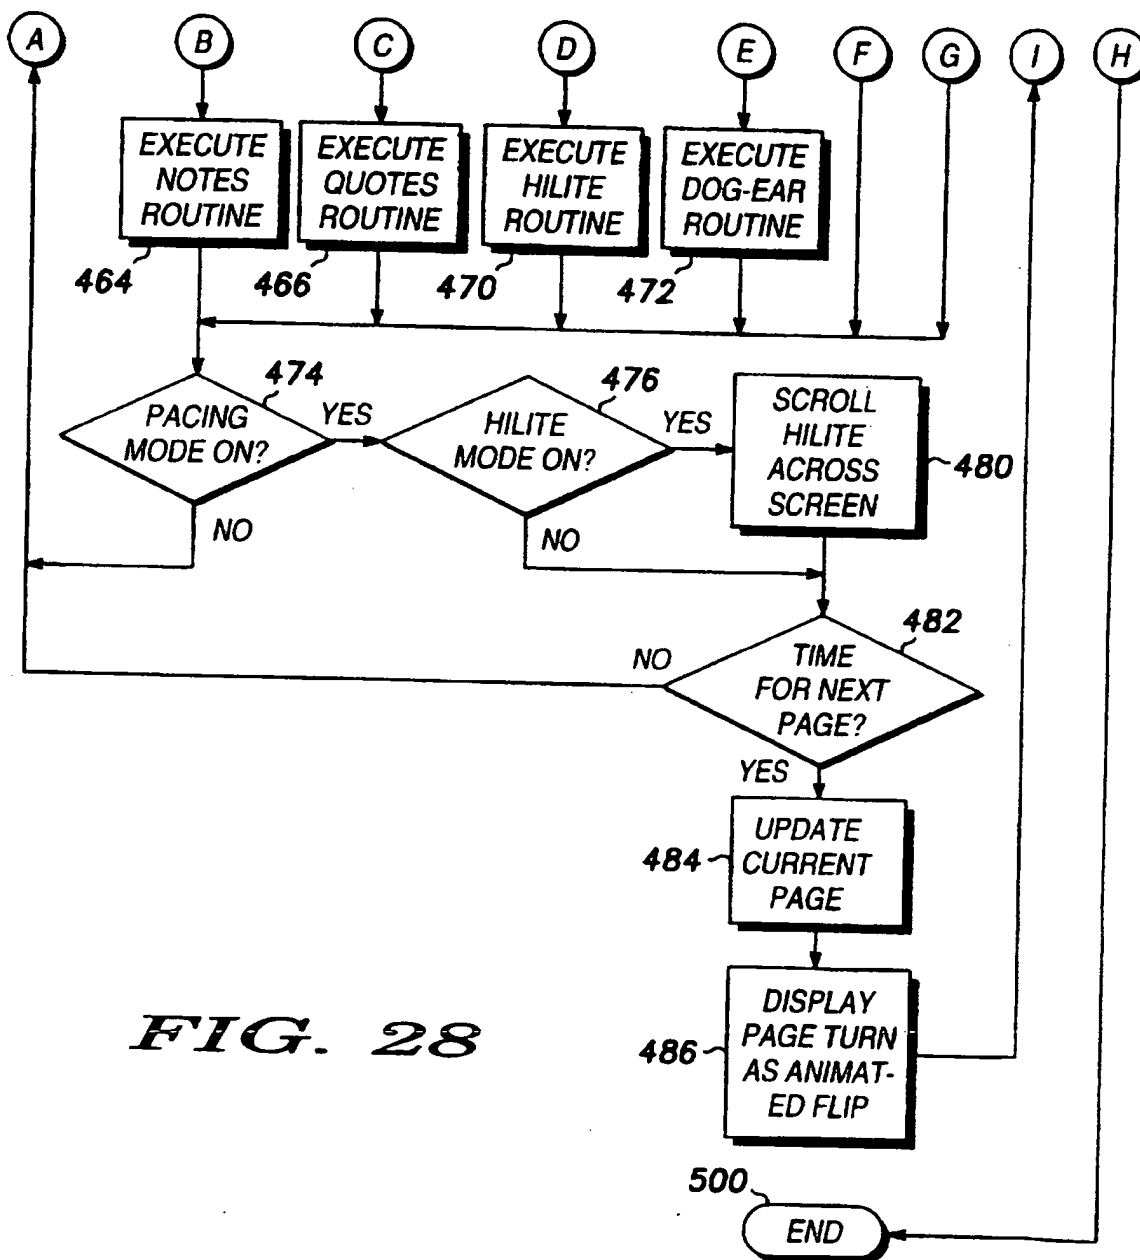 A B C D E F G I H
EXECUTE
NOTES
ROUTINE
464
EXECUTE
QUOTES
ROUTINE
466
EXECUTE
HILITE
ROUTINE
470
EXECUTE
DOG-EAR
ROUTINE
472
PACING
MODE ON?
474
YES
NO
HILITE
MODE ON?
476
YES
NO
SCROLL
HILITE
ACROSS
SCREEN
480
TIME
FOR NEXT
PAGE?
482
NO
YES
UPDATE
CURRENT
PAGE
484
DISPLAY
PAGE TURN
AS ANIMAT-
ED FLIP
486
FIG. 28
500
END